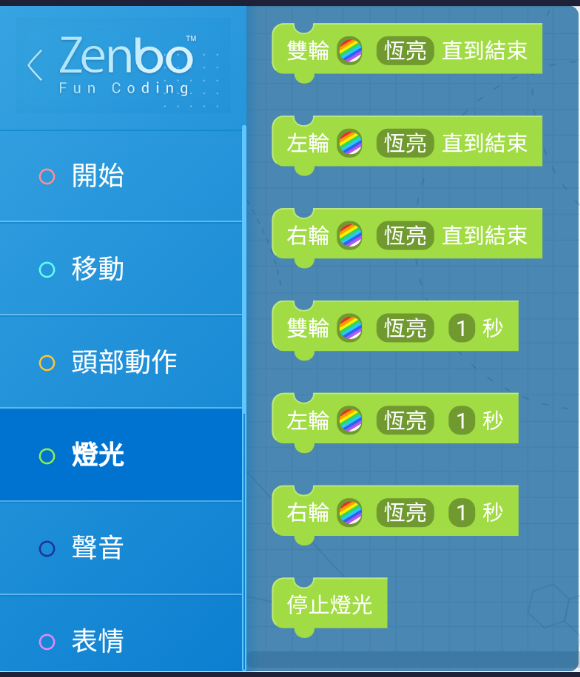 Zenbo™
Fun Coding
開始
移動
頭部動作
燈光
聲音
表情
雙輪 恆亮 直到結束
左輪 恆亮 直到結束
右輪 恆亮 直到結束
雙輪 恆亮 1 秒
左輪 恆亮 1 秒
右輪 恆亮 1 秒
停止燈光